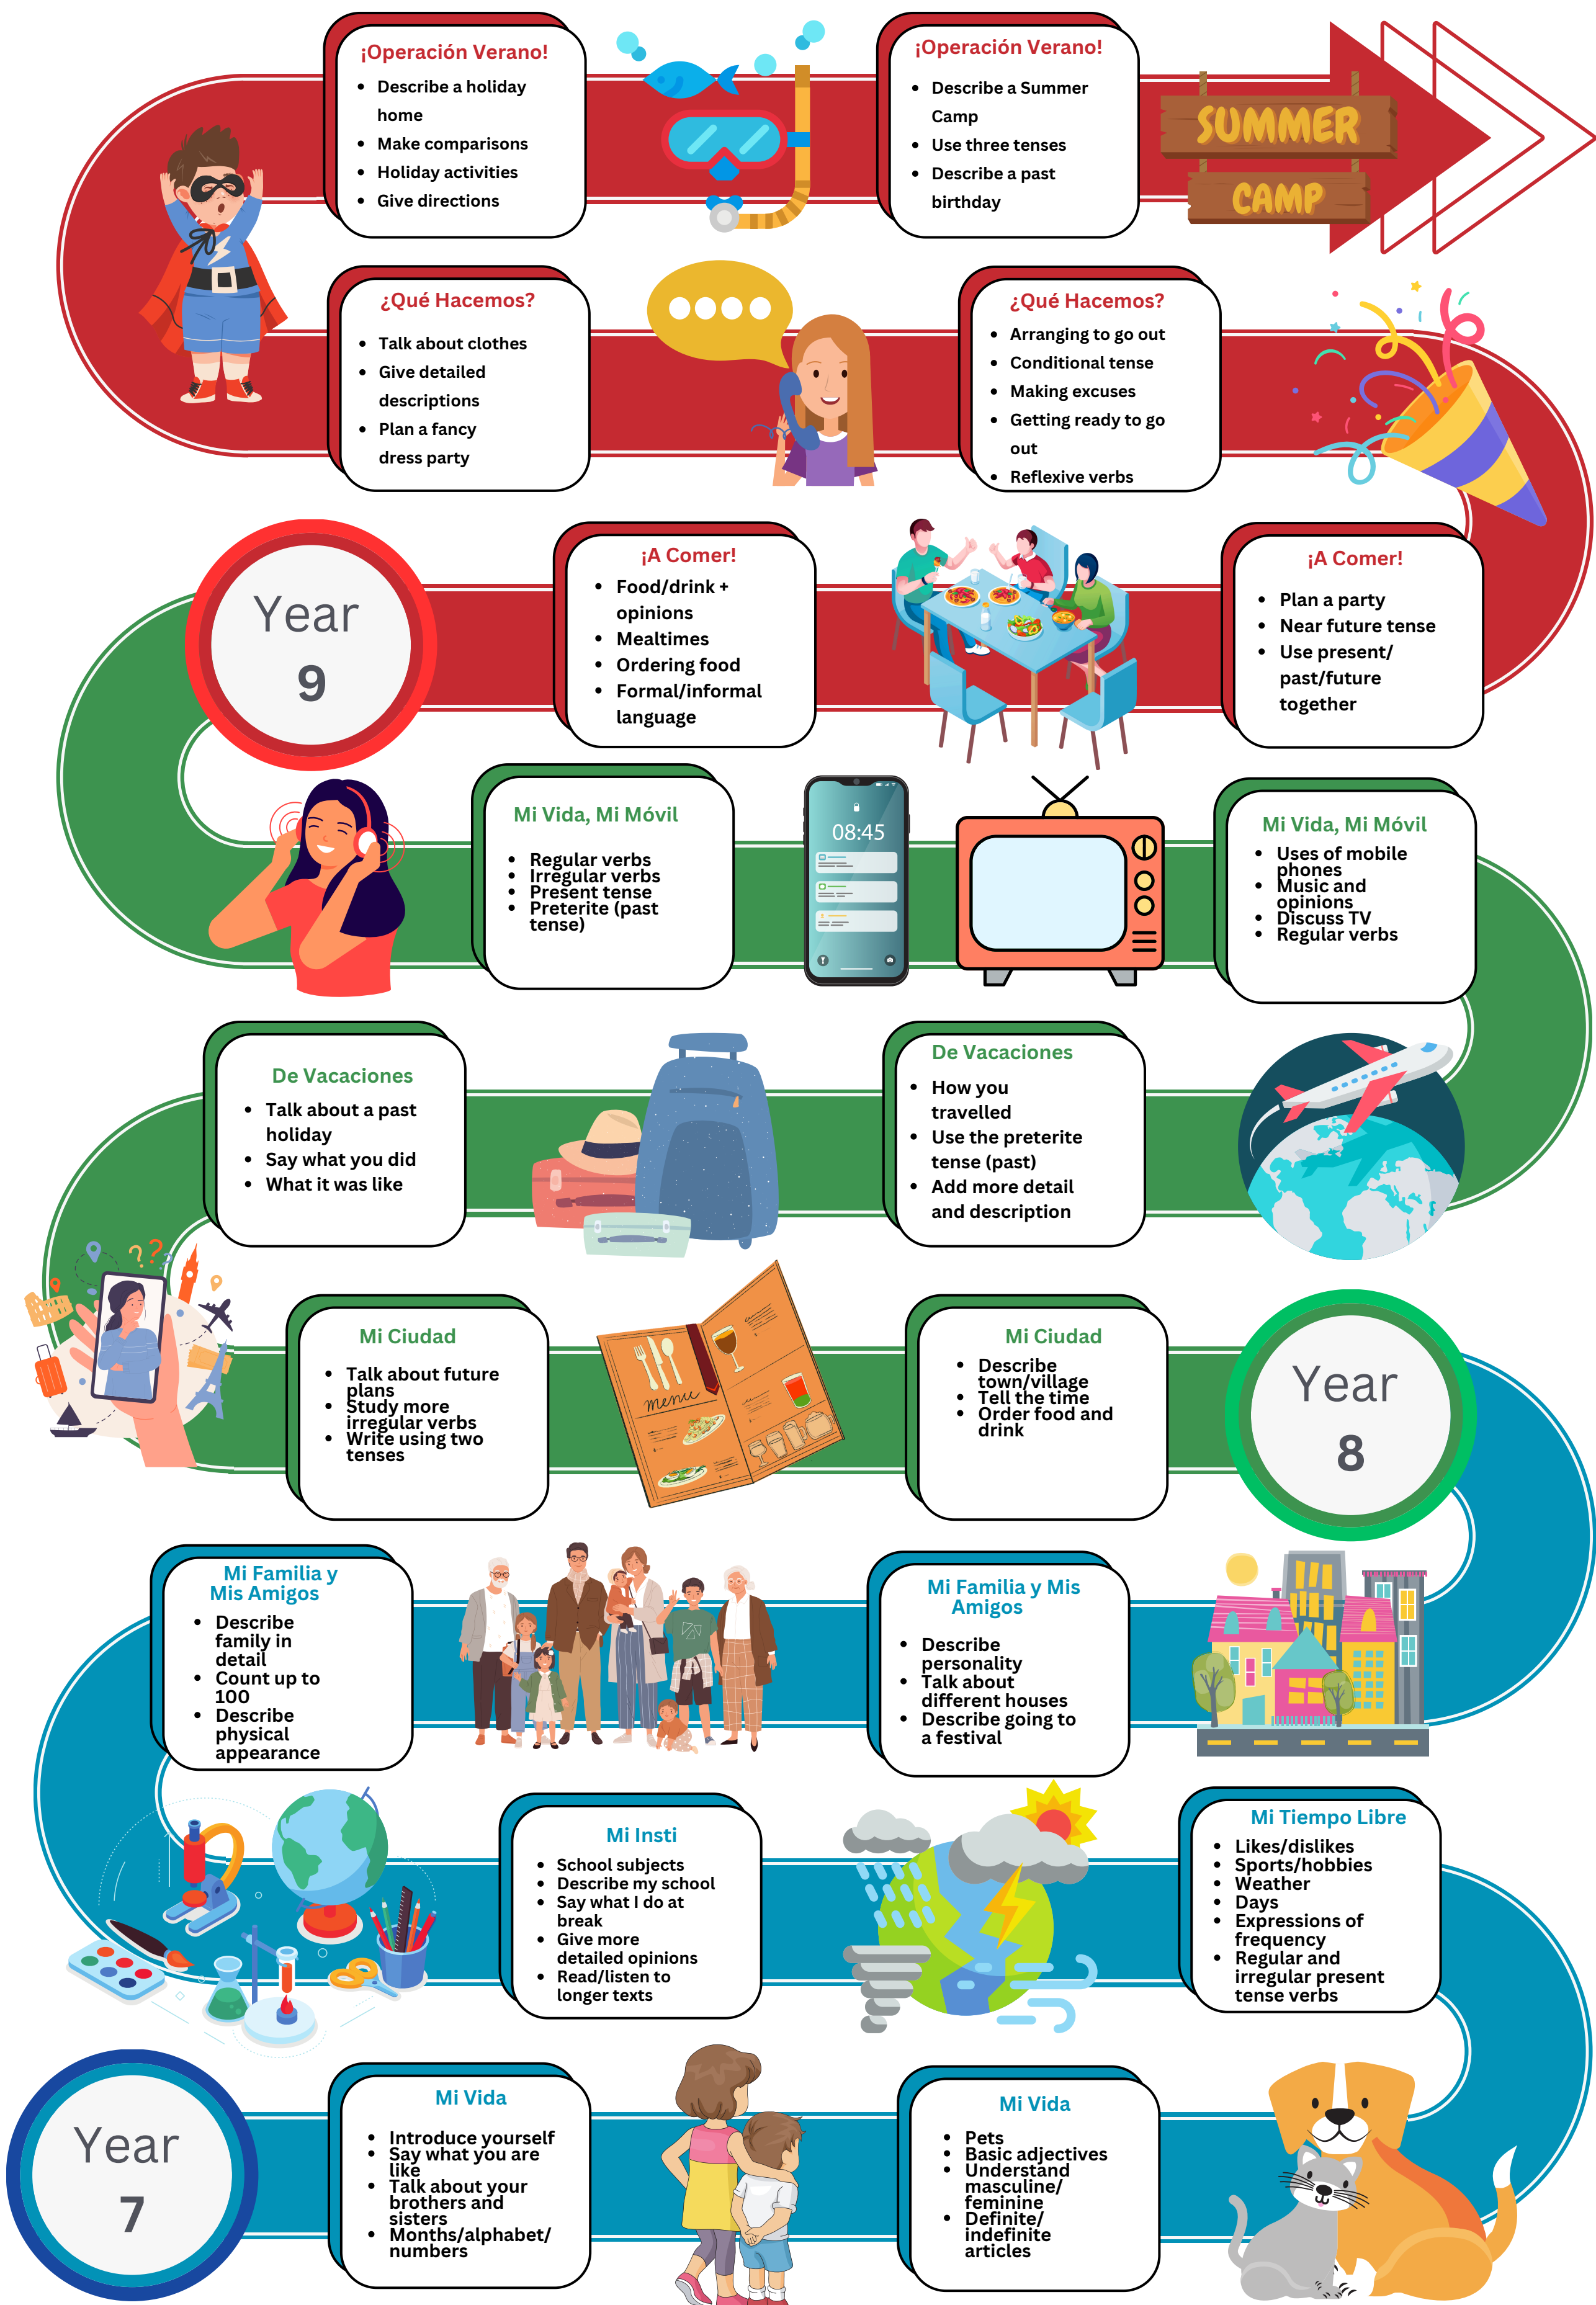 ¡Operación Verano!
• Describe a holiday
home
• Make comparisons
• Holiday activities
• Give directions
¡Operación Verano!
• Describe a Summer
Camp
• Use three tenses
• Describe a past
birthday
SUMMER
CAMP
¿Qué Hacemos?
• Talk about clothes
• Give detailed
descriptions
• Plan a fancy
dress party
¿Qué Hacemos?
• Arranging to go out
• Conditional tense
• Making excuses
• Getting ready to go
out
• Reflexive verbs
Year
9
¡A Comer!
• Food/drink +
opinions
• Mealtimes
• Ordering food
• Formal/informal
language
¡A Comer!
• Plan a party
• Near future tense
• Use present/
past/future
together
Mi Vida, Mi Móvil
• Regular verbs
• Irregular verbs
• Present tense
• Preterite (past
tense)
08:45
Mi Vida, Mi Móvil
• Uses of mobile
phones
• Music and
opinions
• Discuss TV
• Regular verbs
De Vacaciones
• Talk about a past
holiday
• Say what you did
• What it was like
De Vacaciones
• How you
travelled
• Use the preterite
tense (past)
• Add more detail
and description
Mi Ciudad
• Talk about future
plans
• Study more
irregular verbs
• Write using two
tenses
menu
Mi Ciudad
• Describe
town/village
• Tell the time
• Order food and
drink
Year
8
Mi Familia y
Mis Amigos
• Describe
family in
detail
• Count up to
100
• Describe
physical
appearance
Mi Familia y Mis
Amigos
• Describe
personality
• Talk about
different houses
• Describe going to
a festival
Mi Insti
• School subjects
• Describe my school
• Say what I do at
break
• Give more
detailed opinions
• Read/listen to
longer texts
Mi Tiempo Libre
• Likes/dislikes
• Sports/hobbies
• Weather
• Days
• Expressions of
frequency
• Regular and
irregular present
tense verbs
Year
7
Mi Vida
• Introduce yourself
• Say what you are
like
• Talk about your
brothers and
sisters
• Months/alphabet/
numbers
Mi Vida
• Pets
• Basic adjectives
• Understand
masculine/
feminine
• Definite/
indefinite
articles